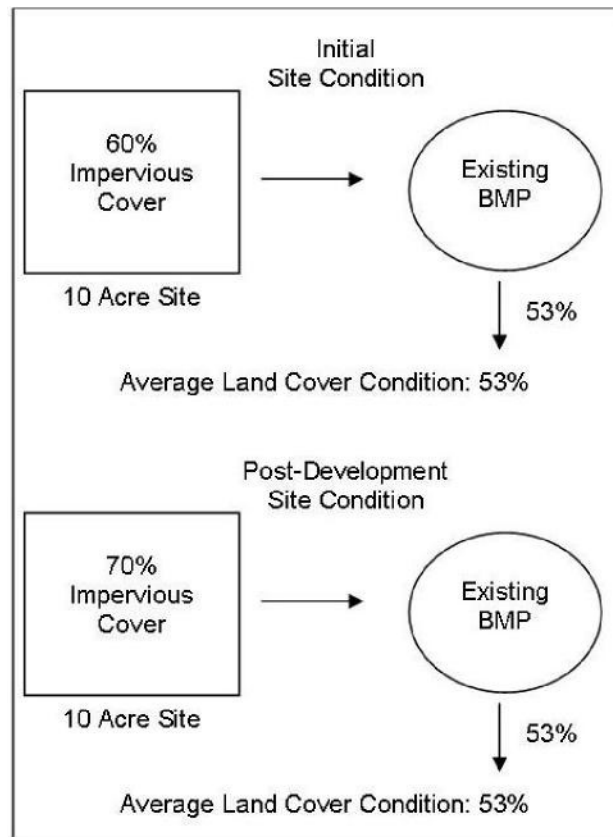 Initial
Site Condition
60%
Impervious
Cover
Existing
BMP
10 Acre Site
53%
Average Land Cover Condition: 53%
Post-Development
Site Condition
70%
Impervious
Cover
Existing
BMP
10 Acre Site
53%
Average Land Cover Condition: 53%